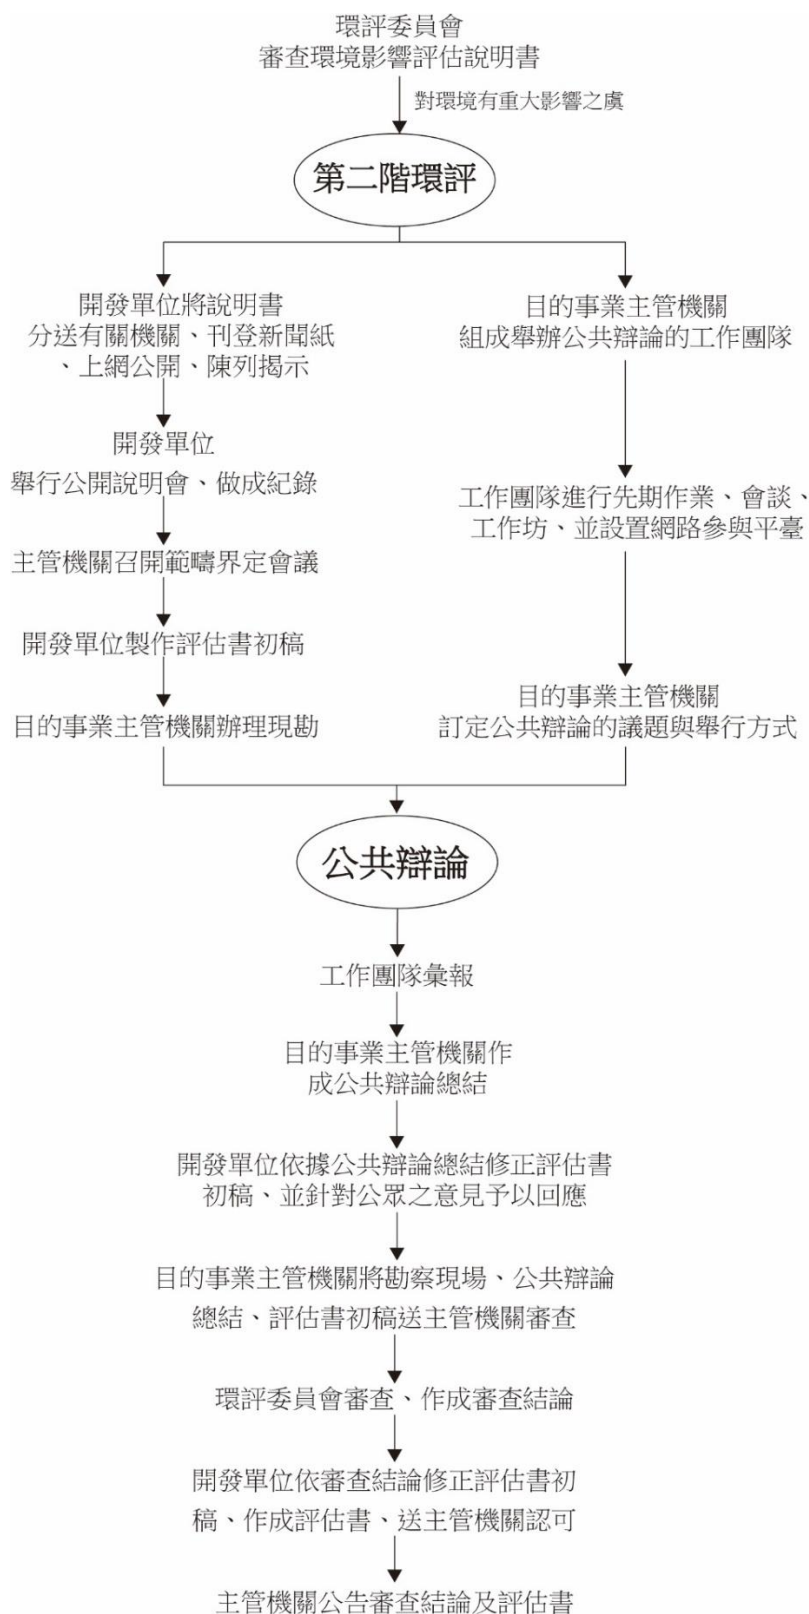 環評委員會
審查環境影響評估說明書
對環境有重大影響之虞
第二階環評
開發單位將說明書
分送有關機關、刊登新聞紙
、上網公開、陳列揭示
開發單位
舉行公開說明會、做成紀錄
主管機關召開範疇界定會議
開發單位製作評估書初稿
目的事業主管機關辦理現勘
目的事業主管機關
組成舉辦公共辯論的工作團隊
工作團隊進行先期作業、會談、
工作坊、並設置網路參與平臺
目的事業主管機關
訂定公共辯論的議題與舉行方式
公共辯論
工作團隊彙報
目的事業主管機關作
成公共辯論總結
開發單位依據公共辯論總結修正評估書
初稿、並針對公眾之意見予以回應
目的事業主管機關將勘察現場、公共辯論
總結、評估書初稿送主管機關審查
環評委員會審查、作成審查結論
開發單位依審查結論修正評估書初
稿、作成評估書、送主管機關認可
主管機關公告審查結論及評估書